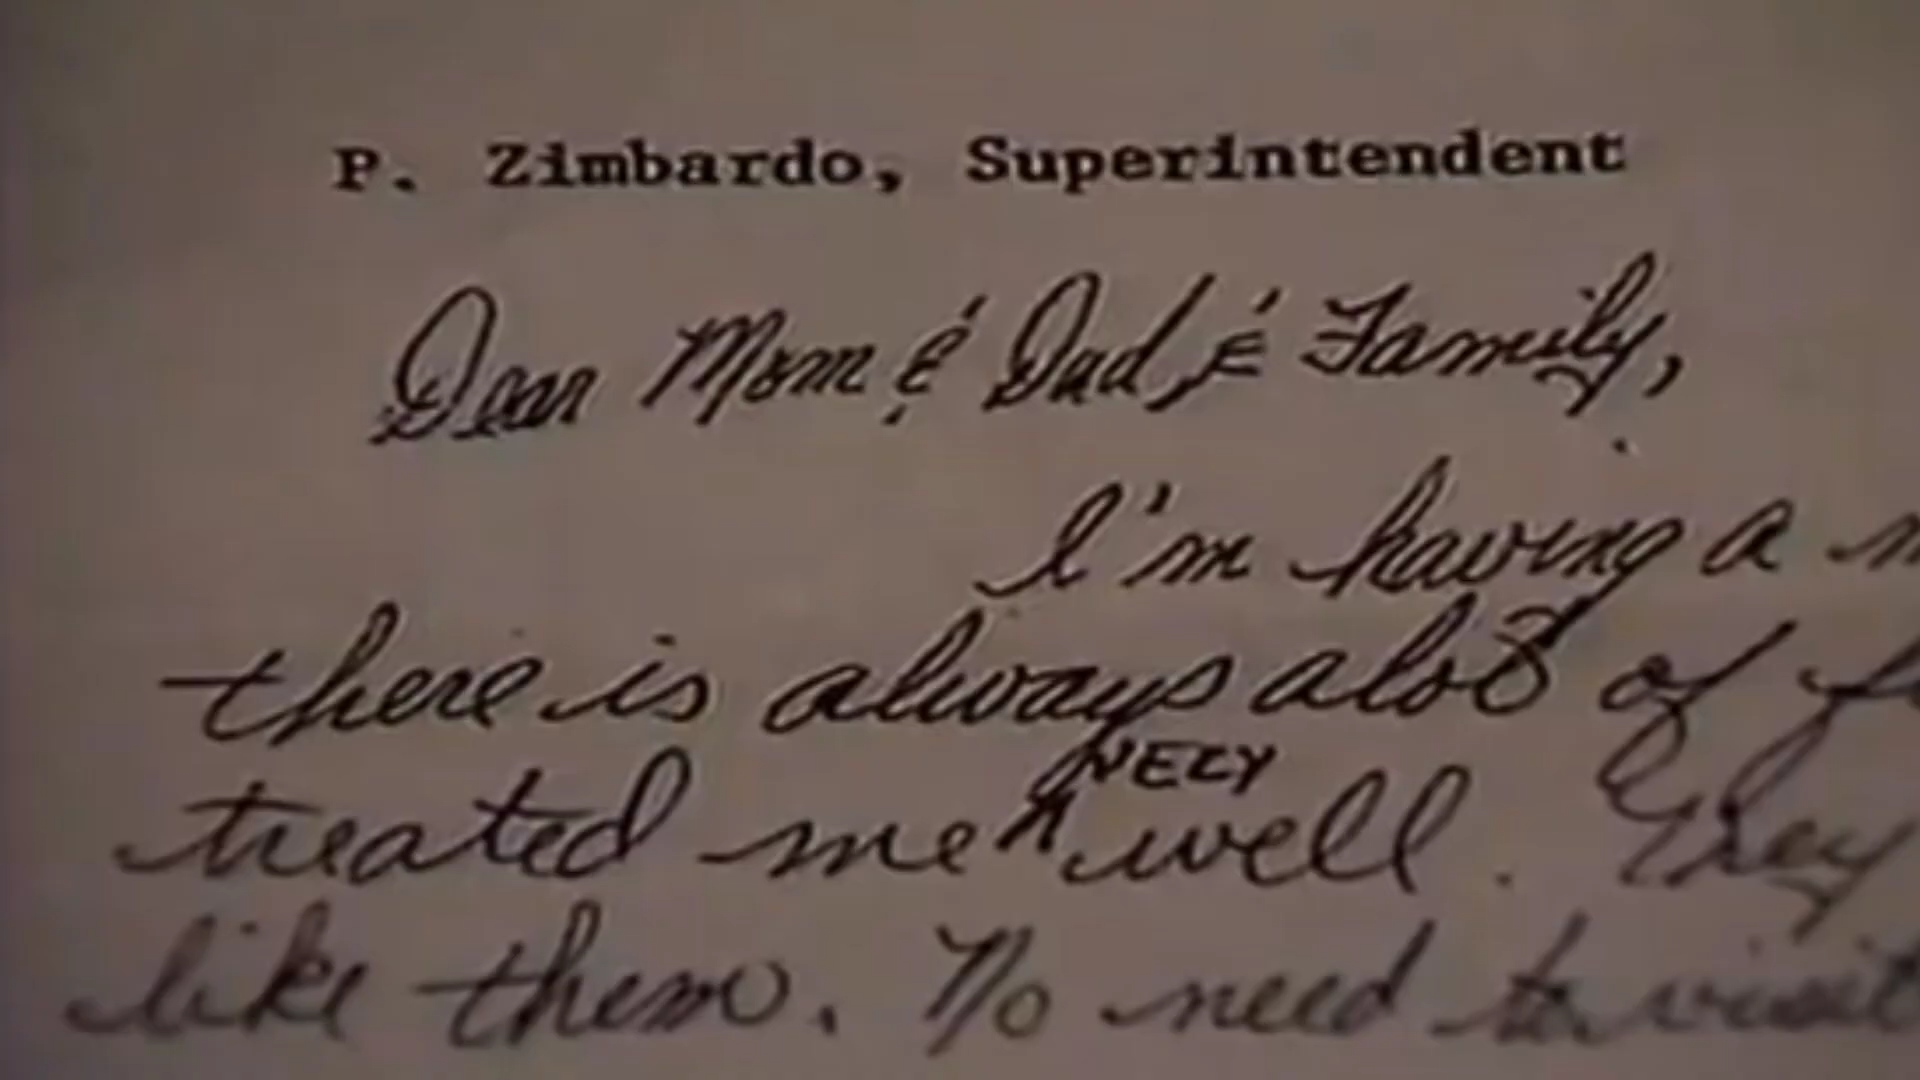 P. Zimbardo, Superintendent
Dear Mom & Dad, & Family,
I'm having a
there is always alot of
VERY
treated me well. They
like them. No need to visit